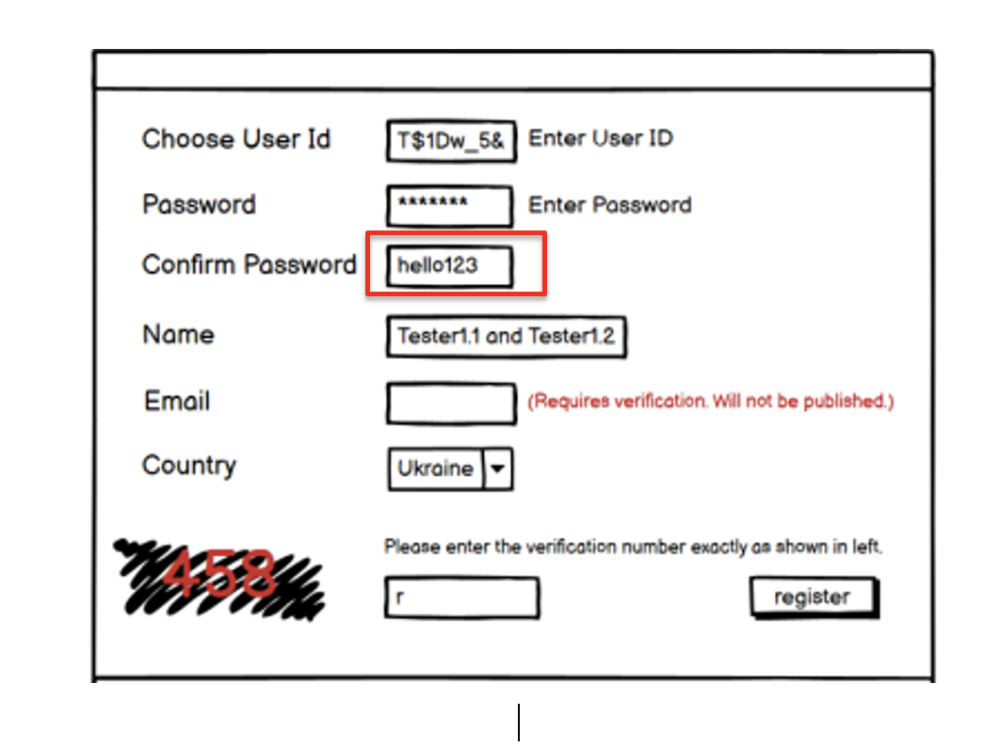 Choose User Id T$1Dw_5& Enter User ID
Password ******* Enter Password
Confirm Password hello123
Name Tester1.1 and Tester1.2
Email (Requires verification. Will not be published.)
Country Ukraine
Please enter the verification number exactly as shown in left.
458 r register